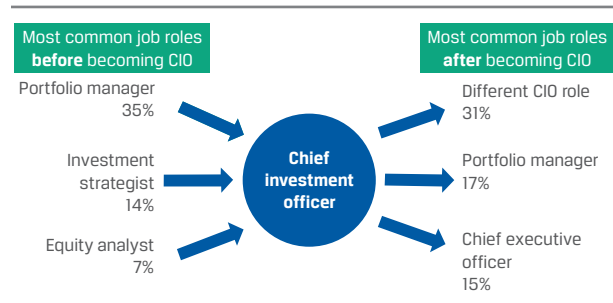 Most common job roles
before becoming CIO
Portfolio manager
35%
Investment
strategist
14%
Equity analyst
7%
Chief
investment
officer
Most common job roles
after becoming CIO
Different CIO role
31%
Portfolio manager
17%
Chief executive
officer
15%